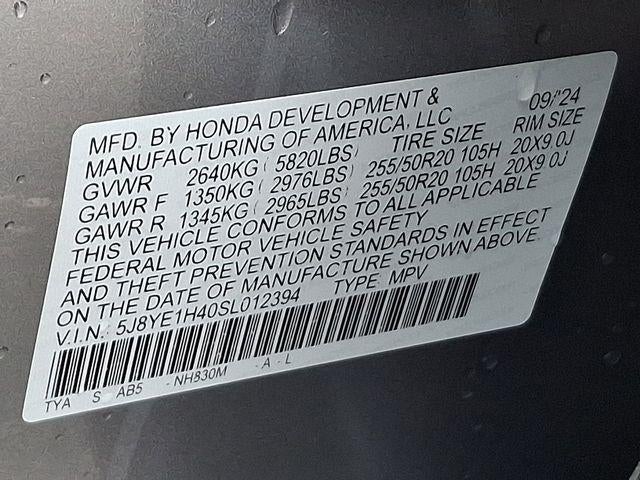 MFD. BY HONDA DEVELOPMENT & 09/'24
MANUFACTURING OF AMERICA, LLC
GVWR 2640KG ( 5820LBS) TIRE SIZE RIM SIZE
GAWR F 1350KG ( 2976LBS) 255/50R20 105H 20X9.0J
GAWR R 1345KG ( 2965LBS) 255/50R20 105H 20X9.0J
THIS VEHICLE CONFORMS TO ALL APPLICABLE
FEDERAL MOTOR VEHICLE SAFETY
AND THEFT PREVENTION STANDARDS IN EFFECT
ON THE DATE OF MANUFACTURE SHOWN ABOVE.
V.I.N.: 5J8YE1H40SL012394 TYPE: MPV
TYA S AB5 -NH830M -A-L